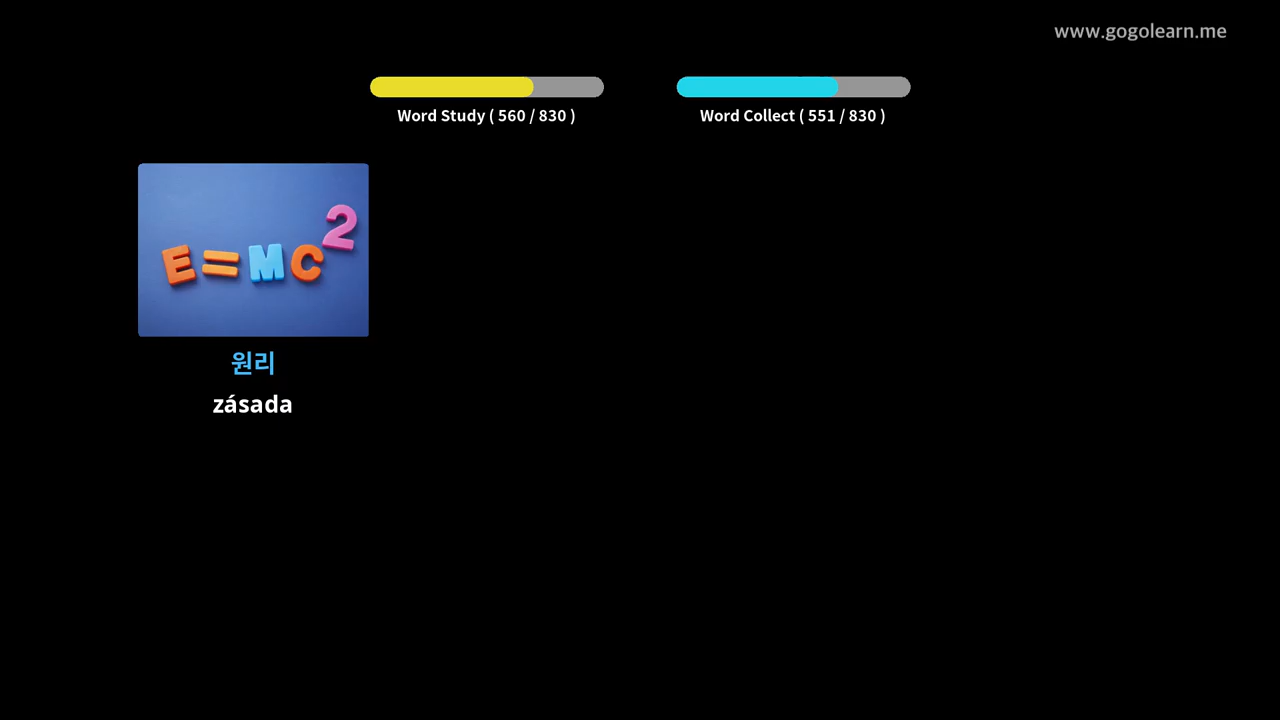 www.gogolearn.me
Word Study ( 560 / 830 )
Word Collect ( 551 / 830 )
E=MC2
원리
zásada